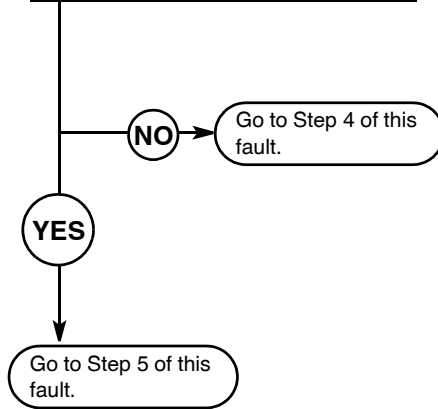 NO
Go to Step 4 of this
fault.
YES
Go to Step 5 of this
fault.